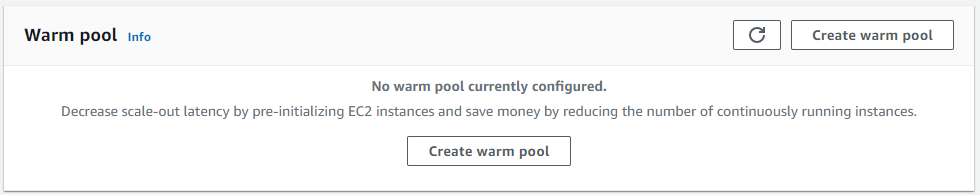 Warm pool Info Create warm pool
No warm pool currently configured.
Decrease scale-out latency by pre-initializing EC2 instances and save money by reducing the number of continuously running instances.
Create warm pool